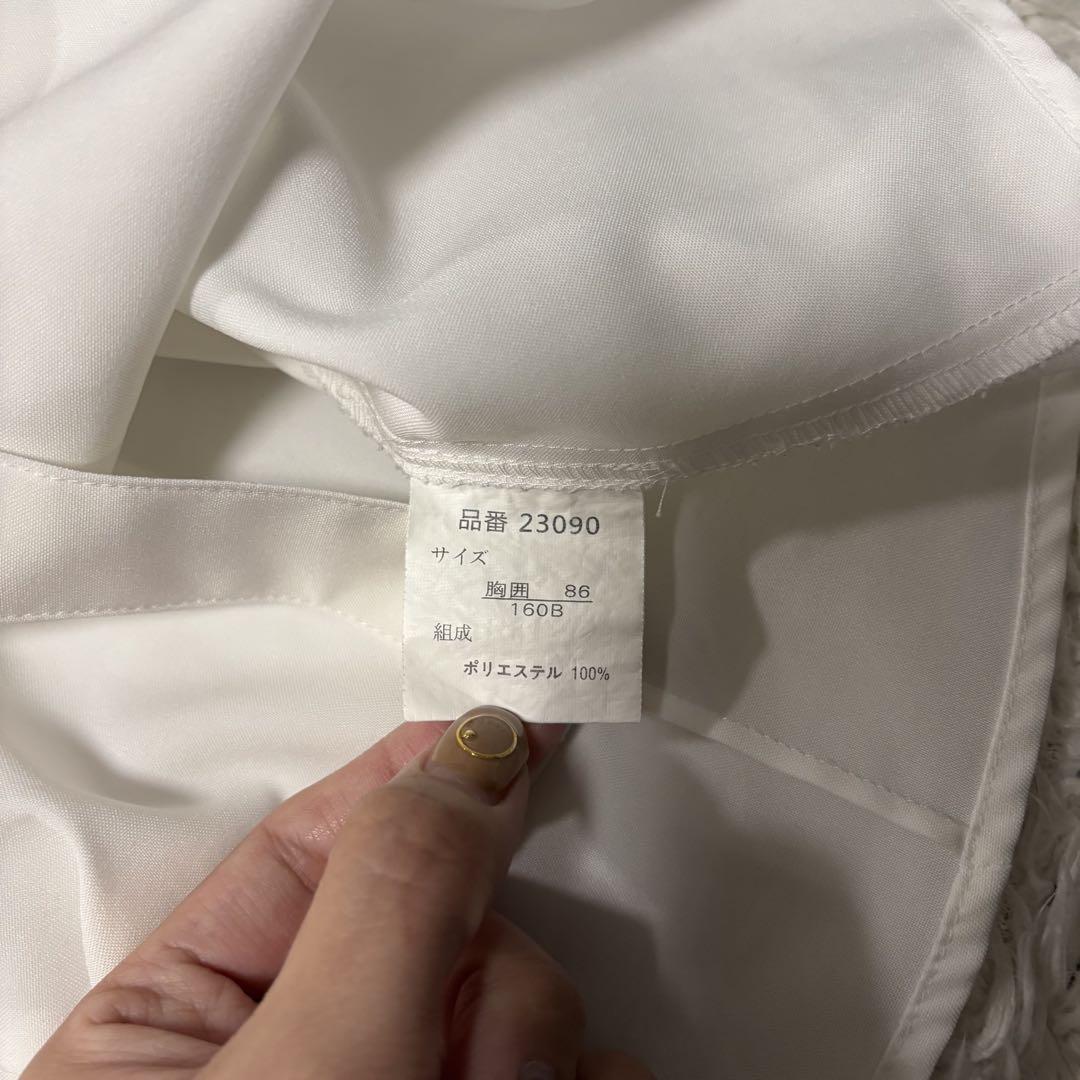 品番 23090
サイズ
胸囲 86
160B
組成
ポリエステル 100%